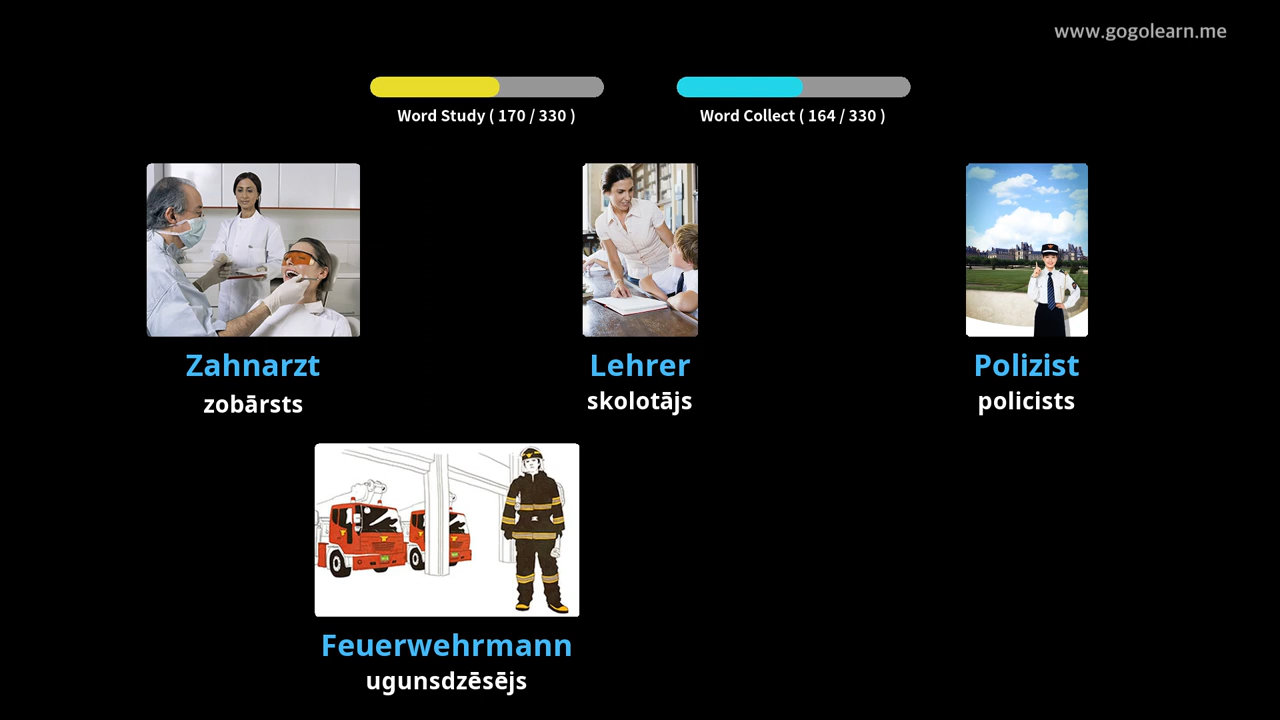 www.gogolearn.me
Word Study ( 170 / 330 )
Word Collect ( 164 / 330 )
Zahnarzt
zobārsts
Lehrer
skolotājs
Polizist
policists
Feuerwehrmann
ugunsdzēsējs